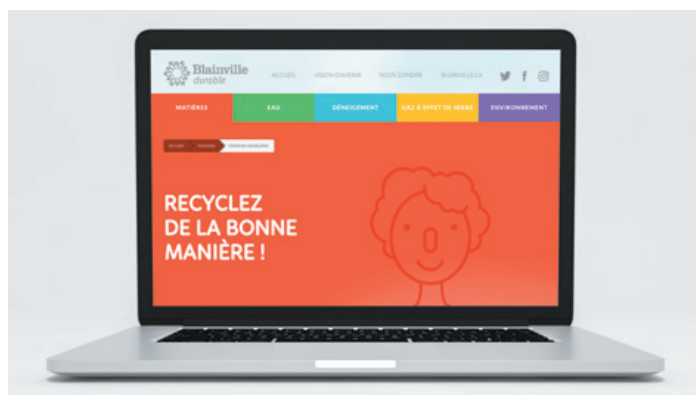 Blainville
durable
ACCUEIL VISION D'AVENIR NOUS JOINDRE BLAINVILLE.CA
MATIÈRES EAU DÉNEIGEMENT GAZ À EFFET DE SERRE ENVIRONNEMENT
RECYCLEZ
DE LA BONNE
MANIÈRE !